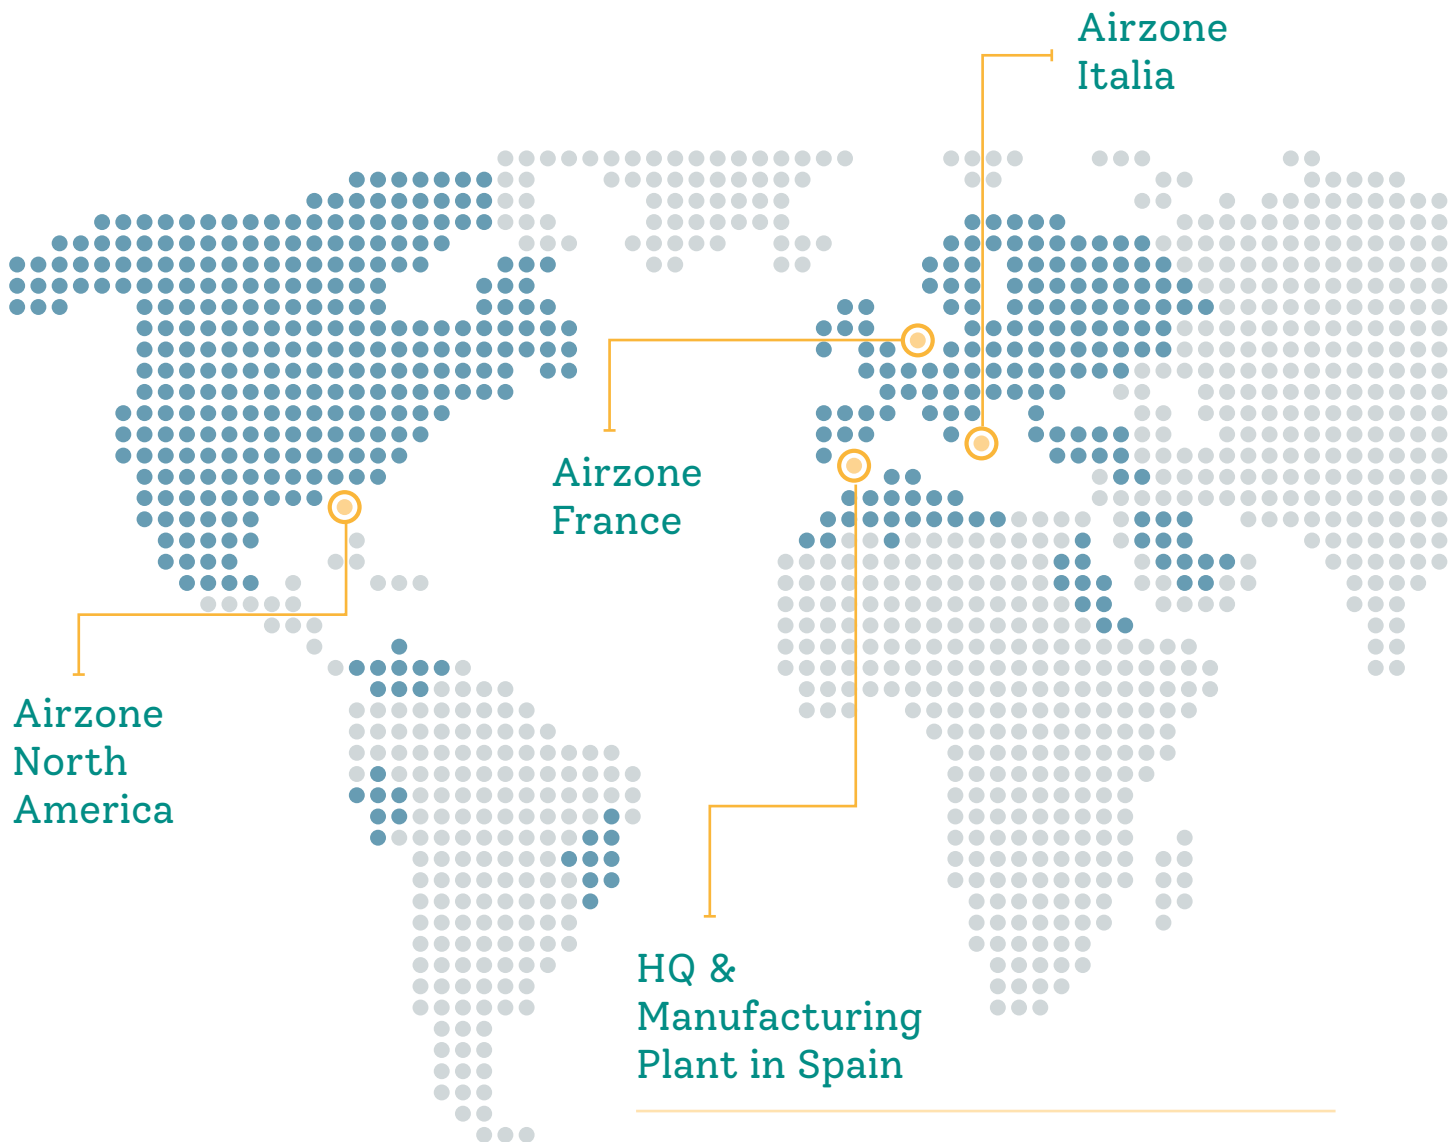 Airzone
Italia
Airzone
France
Airzone
North
America
HQ &
Manufacturing
Plant in Spain